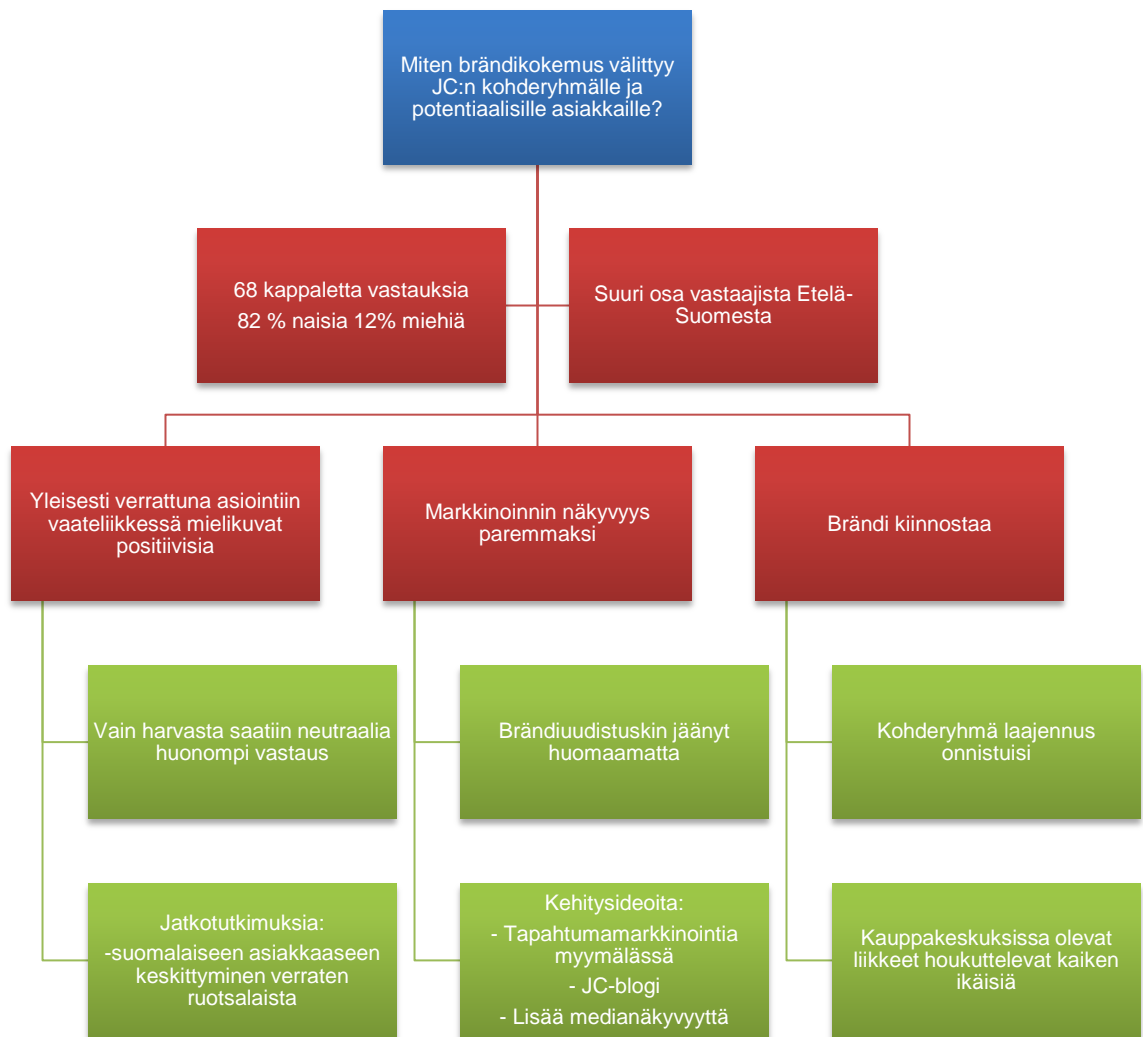 Miten brändikokemus välittyy
JC:n kohderyhmälle ja
potentiaalisille asiakkaille?
68 kappaletta vastauksia
82 % naisia 12% miehiä
Suuri osa vastaajista Etelä-
Suomesta
Yleisesti verrattuna asiointiin
vaateliikkessä mielikuvat
positiivisia
Markkinoinnin näkyvyys
paremmaksi
Brändi kiinnostaa
Vain harvasta saatiin neutraalia
huonompi vastaus
Brändiuudistuskin jäänyt
huomaamatta
Kohderyhmä laajennus
onnistuisi
Jatkotutkimuksia:
-suomalaiseen asiakkaaseen
keskittyminen verraten
ruotsalaista
Kehitysideoita:
- Tapahtumamarkkinointia
myymälässä
- JC-blogi
- Lisää medianäkyvyyttä
Kauppakeskuksissa olevat
liikkeet houkuttelevat kaiken
ikäisiä